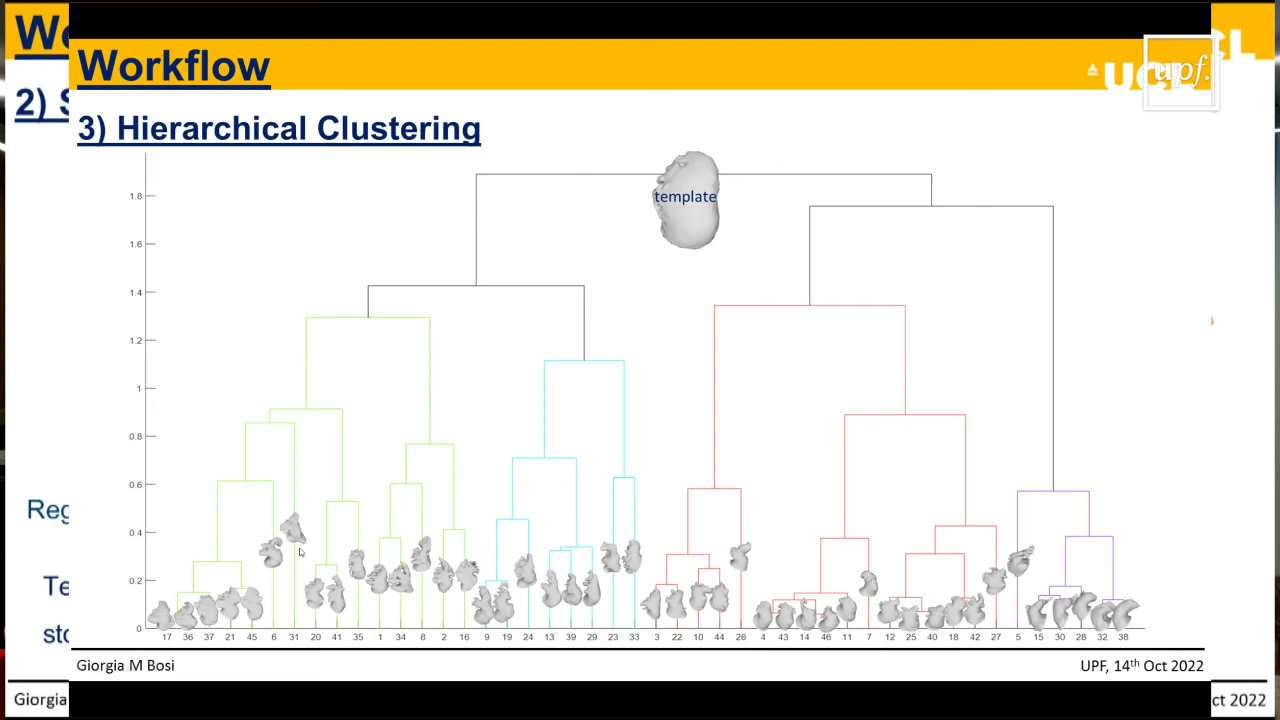 Workflow
UCL
upf.
3) Hierarchical Clustering
template
1.8
1.6
1.4
1.2
1
0.8
0.6
0.4
0.2
0
17 36 37 21 45 6 31 20 41 35 1 34 8 2 16 9 19 24 13 39 29 23 33 3 22 10 44 26 4 43 14 46 11 7 12 25 40 18 42 27 5 15 30 28 32 38
Giorgia M Bosi
UPF, 14th Oct 2022
2)
Reg
Te
sto
Giorgia
ct 2022